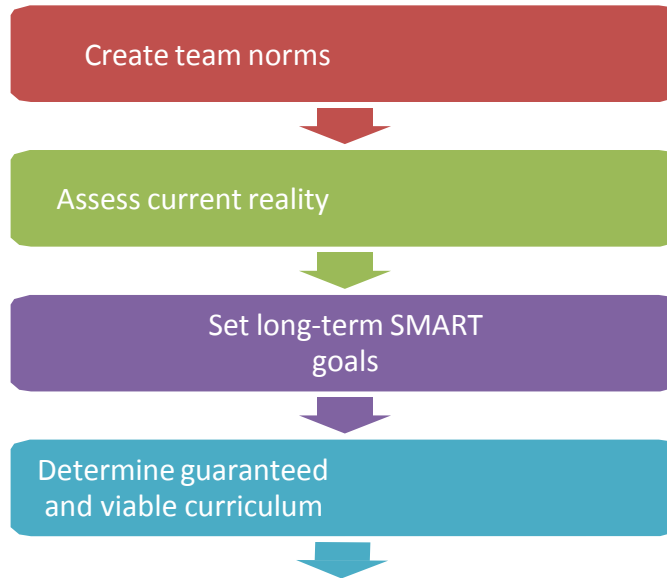 Create team norms
Assess current reality
Set long-term SMART
goals
Determine guaranteed
and viable curriculum